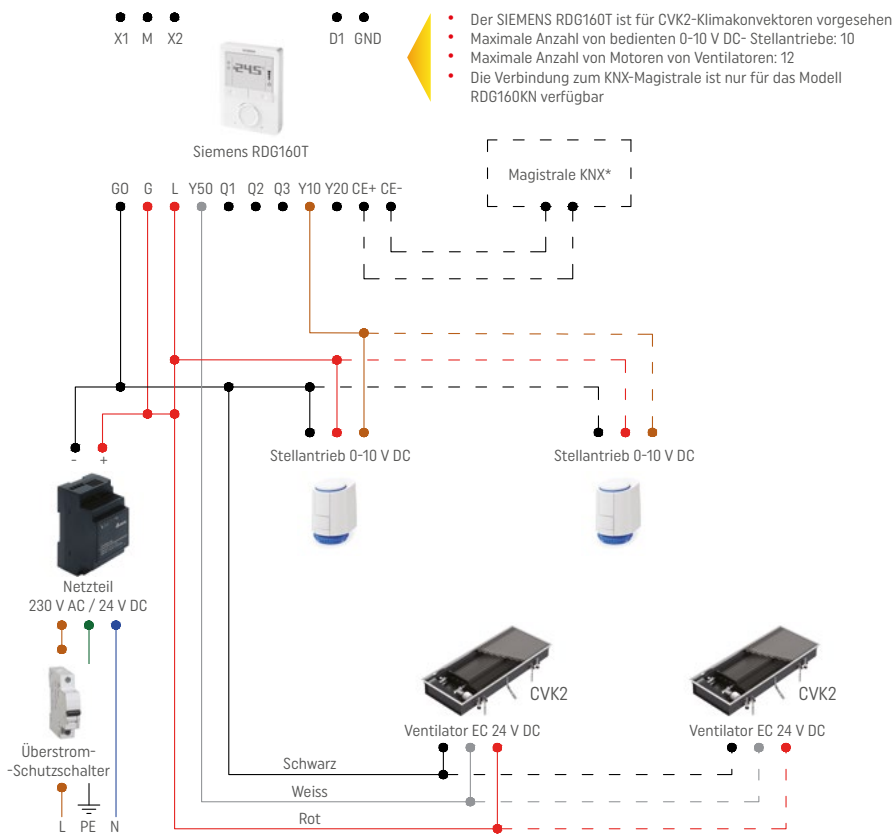 X1 M X2
D1 GND
• Der SIEMENS RDG160T ist für CVK2-Klimakonvektoren vorgesehen
• Maximale Anzahl von bedienten 0-10 V DC- Stellantriebe: 10
• Maximale Anzahl von Motoren von Ventilatoren: 12
• Die Verbindung zum KNX-Magistrale ist nur für das Modell
RDG160KN verfügbar
Siemens RDG160T
Magistrale KNX*
G0 G L Y50 Q1 Q2 Q3 Y10 Y20 CE+ CE-
- +
Stellantrieb 0-10 V DC
Stellantrieb 0-10 V DC
Netzteil
230 V AC / 24 V DC
CVK2
CVK2
Ventilator EC 24 V DC
Ventilator EC 24 V DC
Überstrom-
-Schutzschalter
Schwarz
Weiss
Rot
L PE N